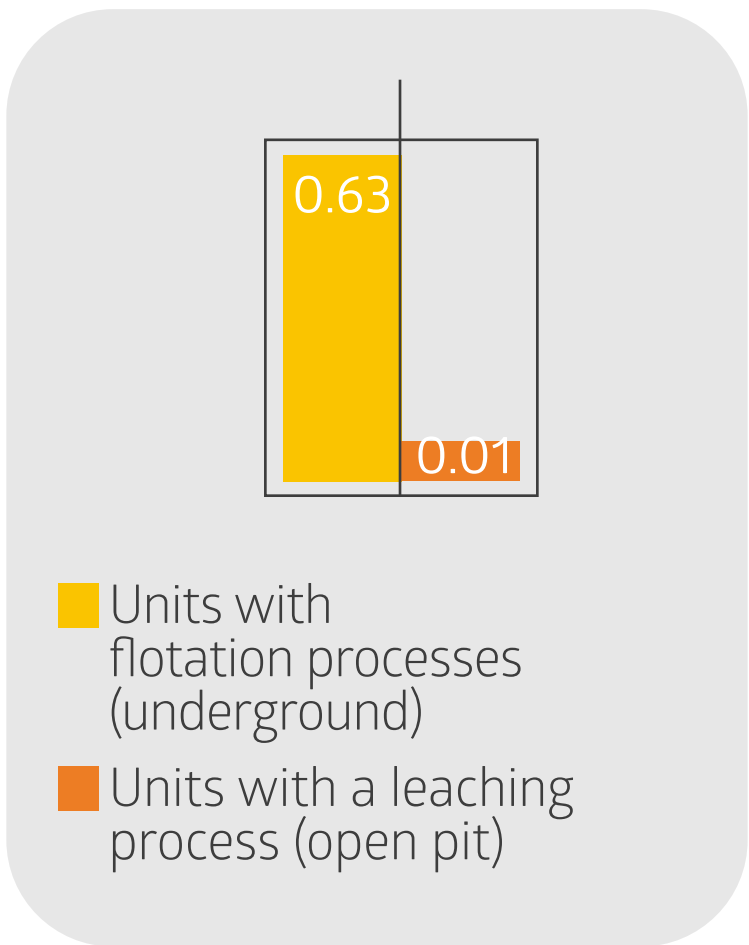 0.63
0.01
Units with
flotation processes
(underground)
Units with a leaching
process (open pit)